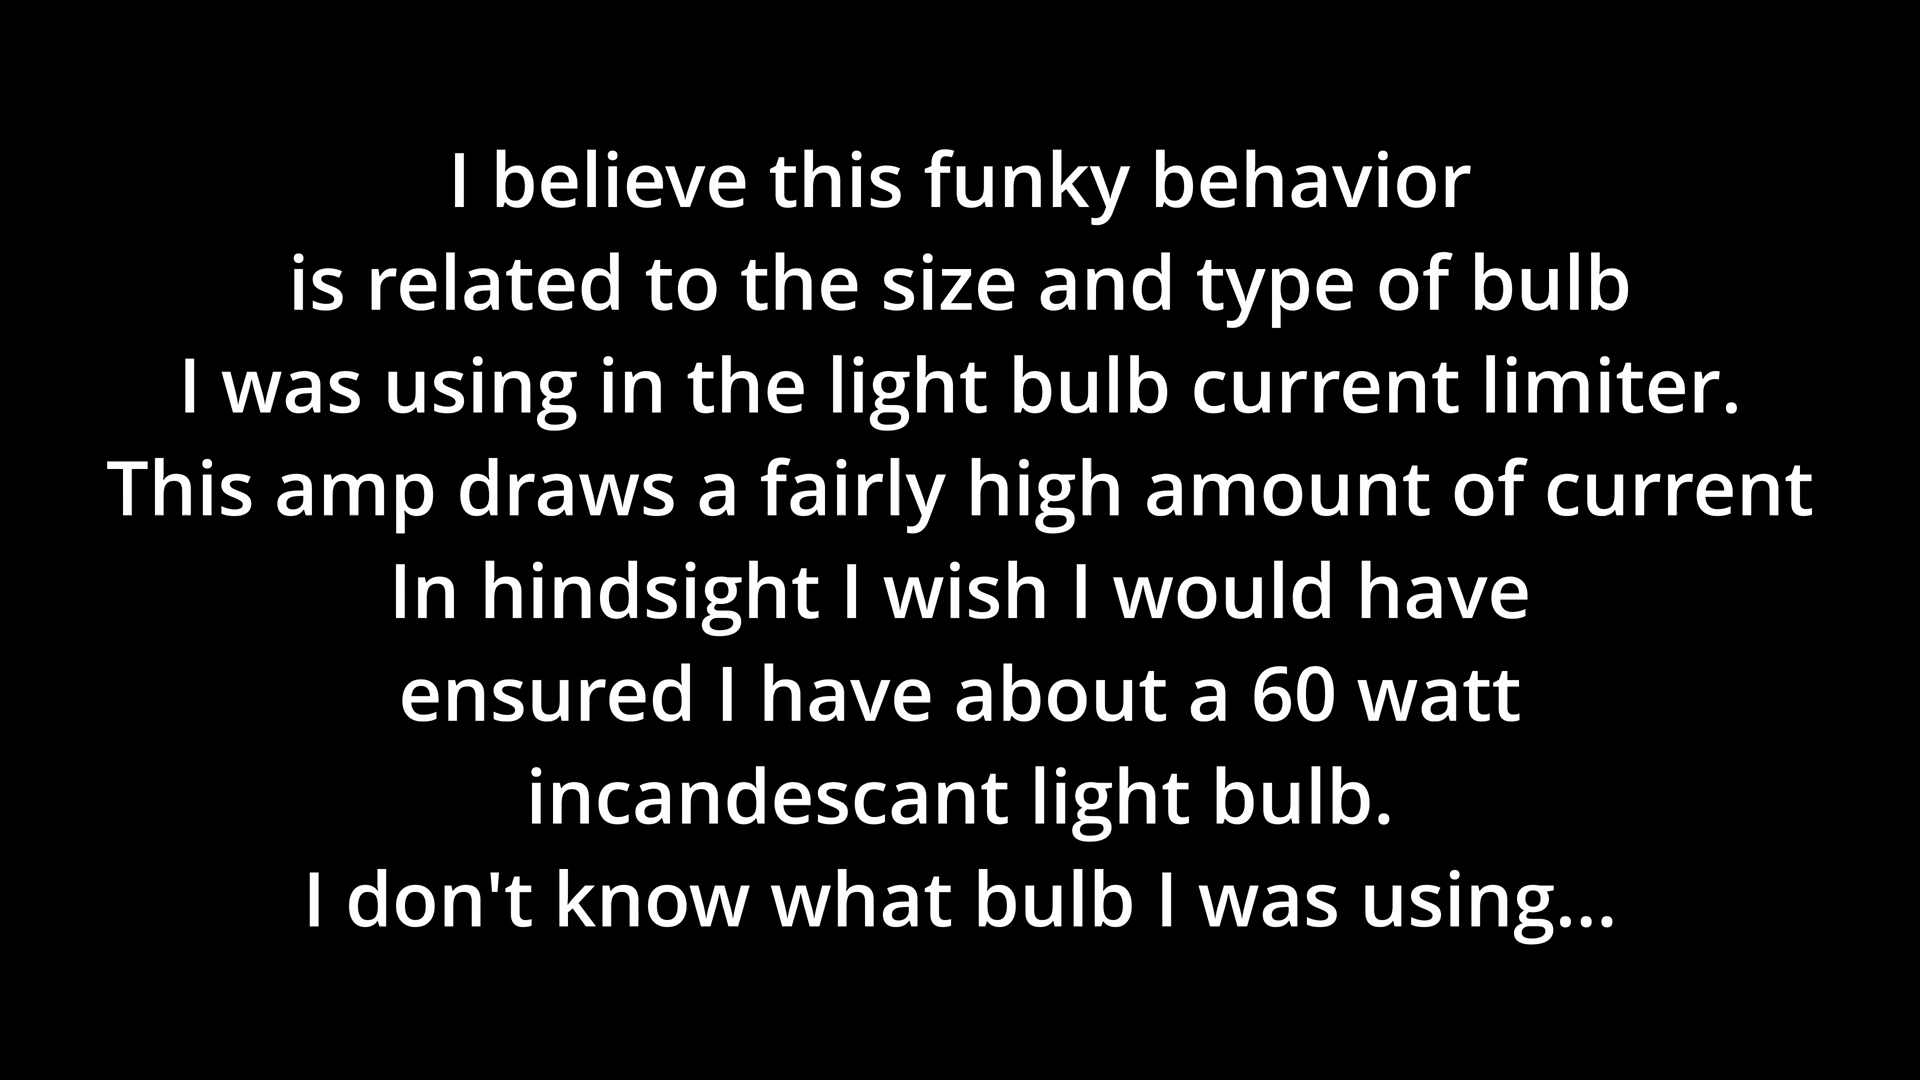 I believe this funky behavior
is related to the size and type of bulb
I was using in the light bulb current limiter.
This amp draws a fairly high amount of current
In hindsight I wish I would have
ensured I have about a 60 watt
incandescant light bulb.
I don't know what bulb I was using...